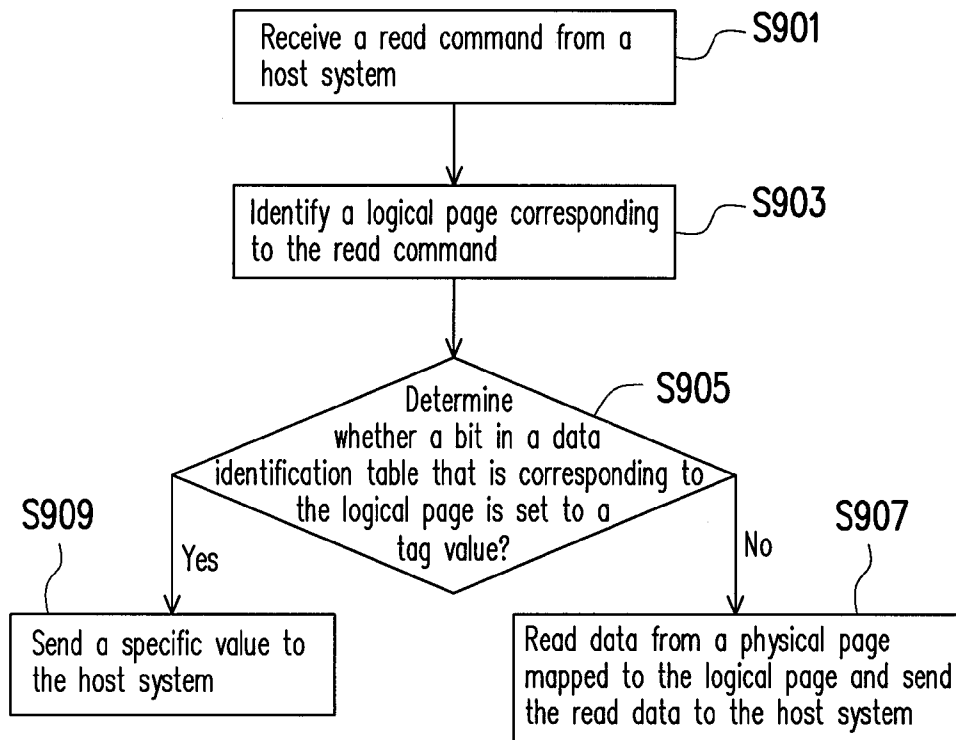 Receive a read command from a
host system
S901
Identify a logical page corresponding
to the read command
S903
Determine
whether a bit in a data
identification table that is corresponding to
the logical page is set to a
tag value?
S905
Yes
No
S909
Send a specific value to
the host system
S907
Read data from a physical page
mapped to the logical page and send
the read data to the host system